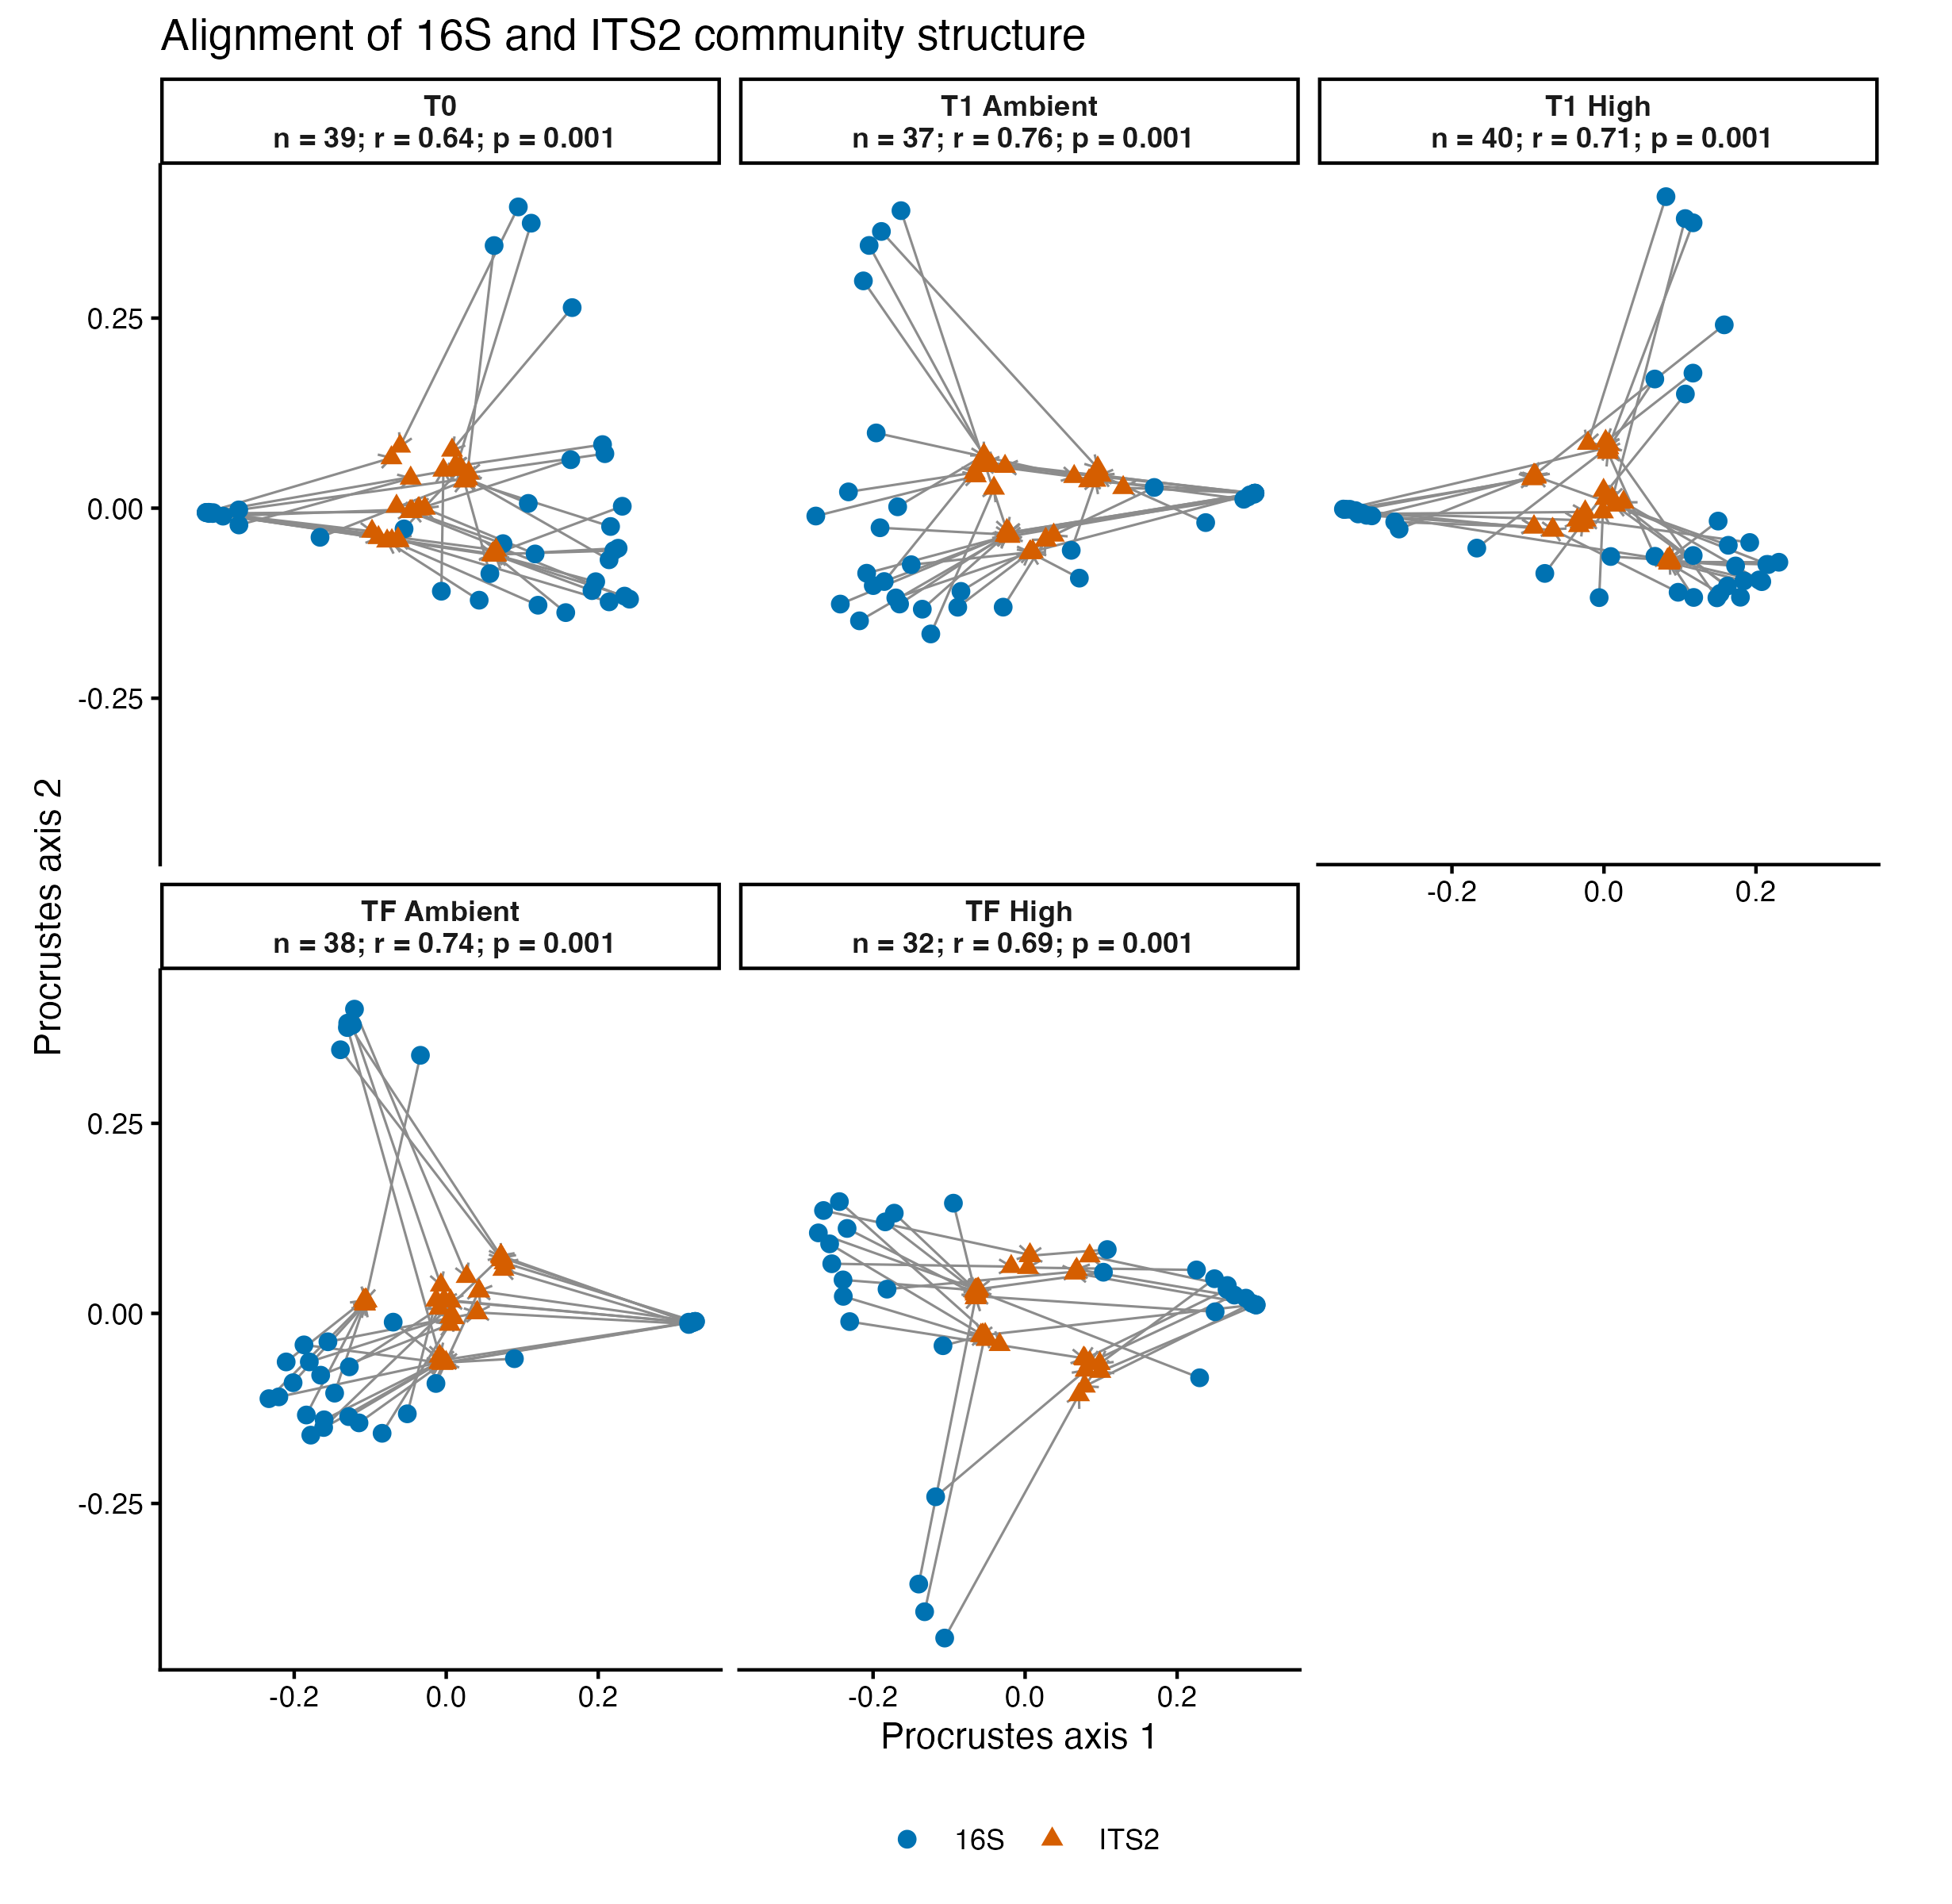 Alignment of 16S and ITS2 community structure
T0
n = 39; r = 0.64; p = 0.001
T1 Ambient
n = 37; r = 0.76; p = 0.001
T1 High
n = 40; r = 0.71; p = 0.001
0.25
0.00
-0.25
-0.2 0.0 0.2
TF Ambient
n = 38; r = 0.74; p = 0.001
TF High
n = 32; r = 0.69; p = 0.001
Procrustes axis 2
0.25
0.00
-0.25
-0.2 0.0 0.2
-0.2 0.0 0.2
Procrustes axis 1
16S ITS2